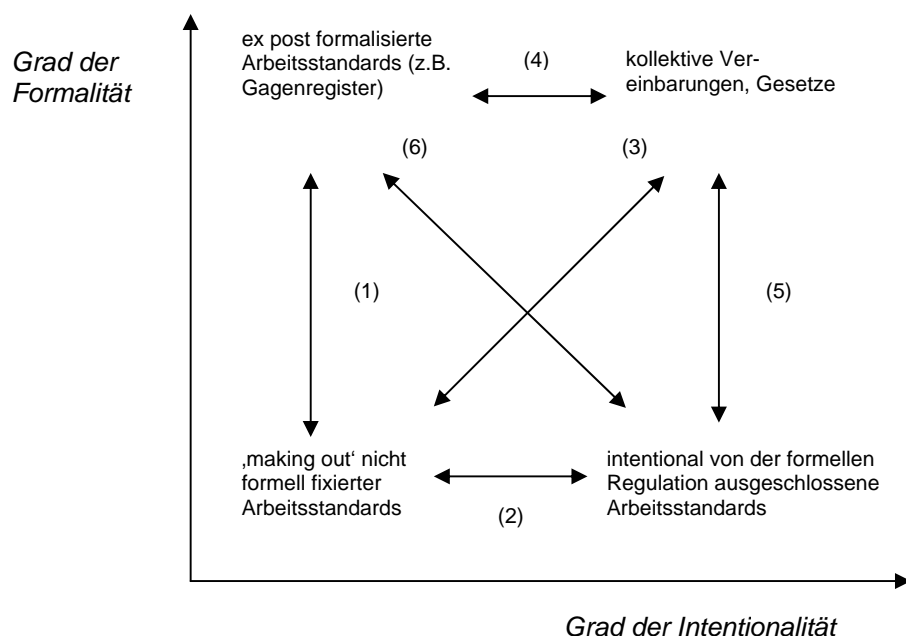 Grad der
Formalität
ex post formalisierte
Arbeitsstandards (z.B.
Gagenregister)
(4)
kollektive Ver-
einbarungen, Gesetze
(6)
(3)
(1)
(5)
‚making out‘ nicht
formell fixierter
Arbeitsstandards
(2)
intentional von der formellen
Regulation ausgeschlossene
Arbeitsstandards
Grad der Intentionalität